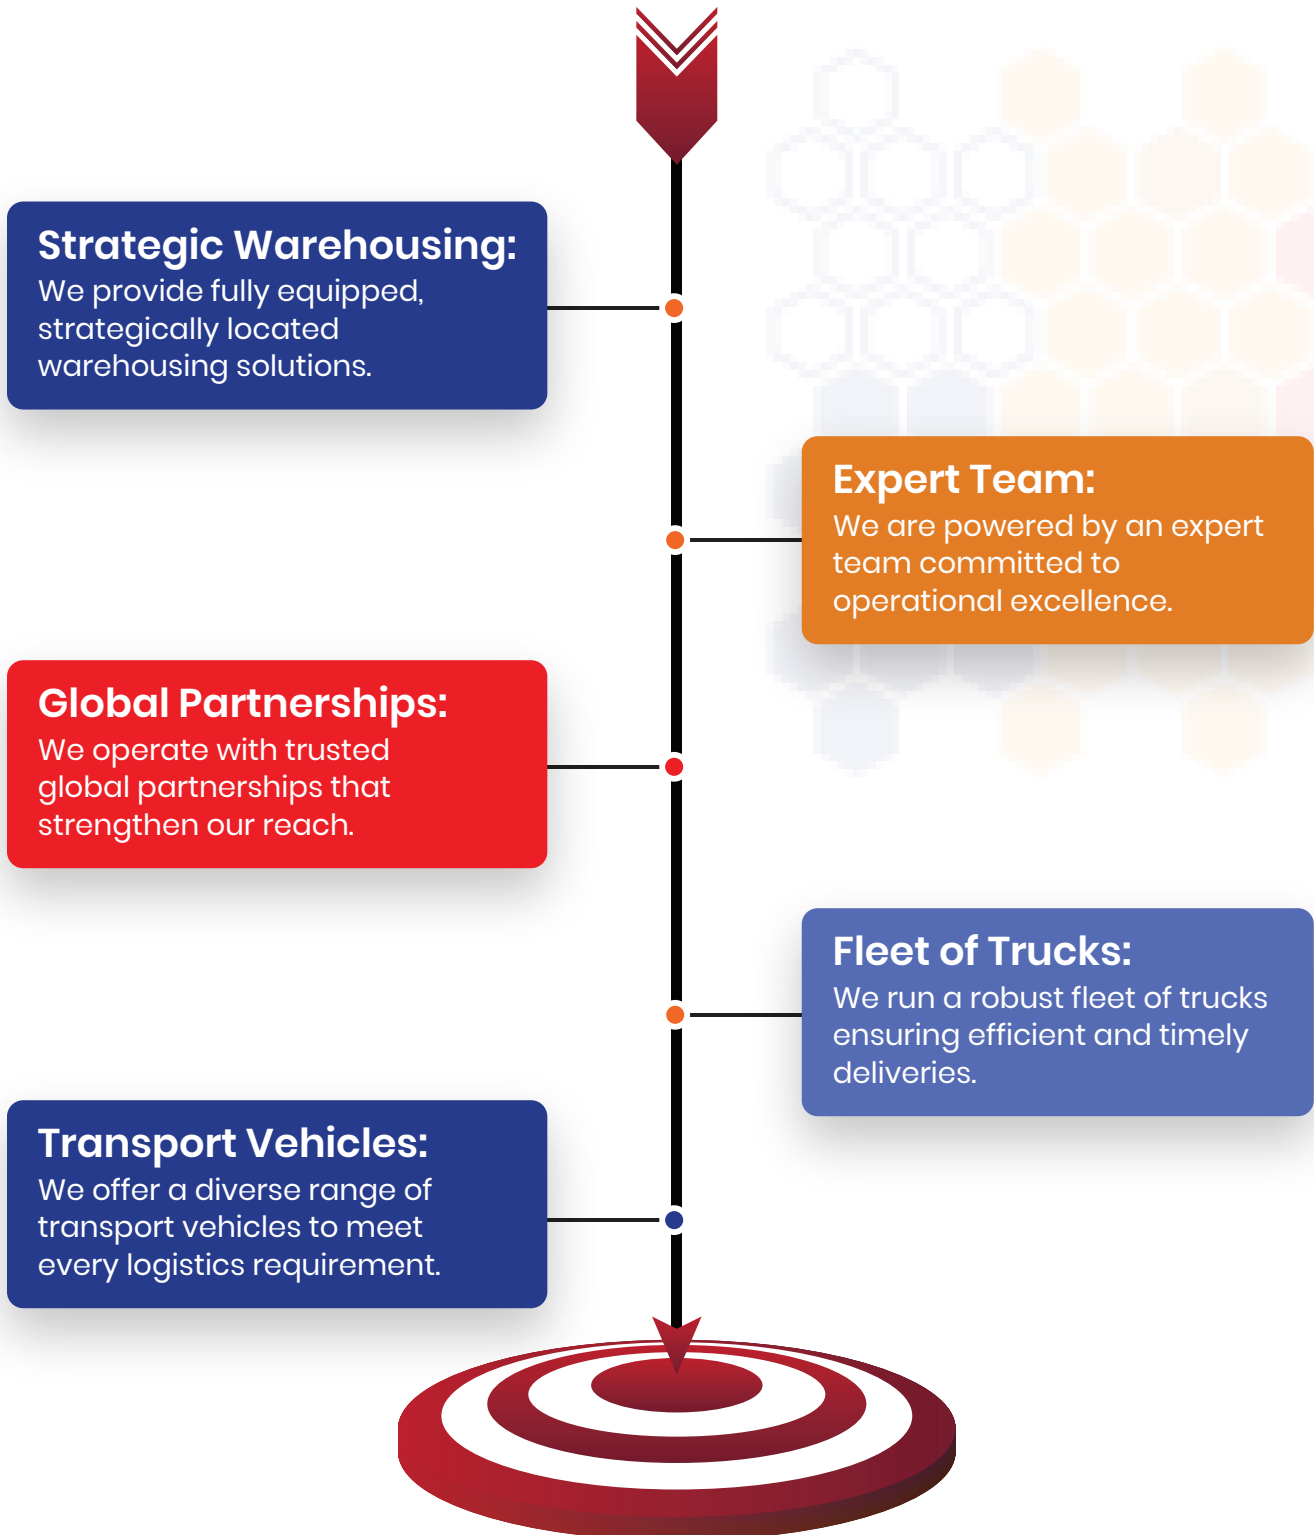 Strategic Warehousing:
We provide fully equipped,
strategically located
warehousing solutions.
Expert Team:
We are powered by an expert
team committed to
operational excellence.
Global Partnerships:
We operate with trusted
global partnerships that
strengthen our reach.
Fleet of Trucks:
We run a robust fleet of trucks
ensuring efficient and timely
deliveries.
Transport Vehicles:
We offer a diverse range of
transport vehicles to meet
every logistics requirement.